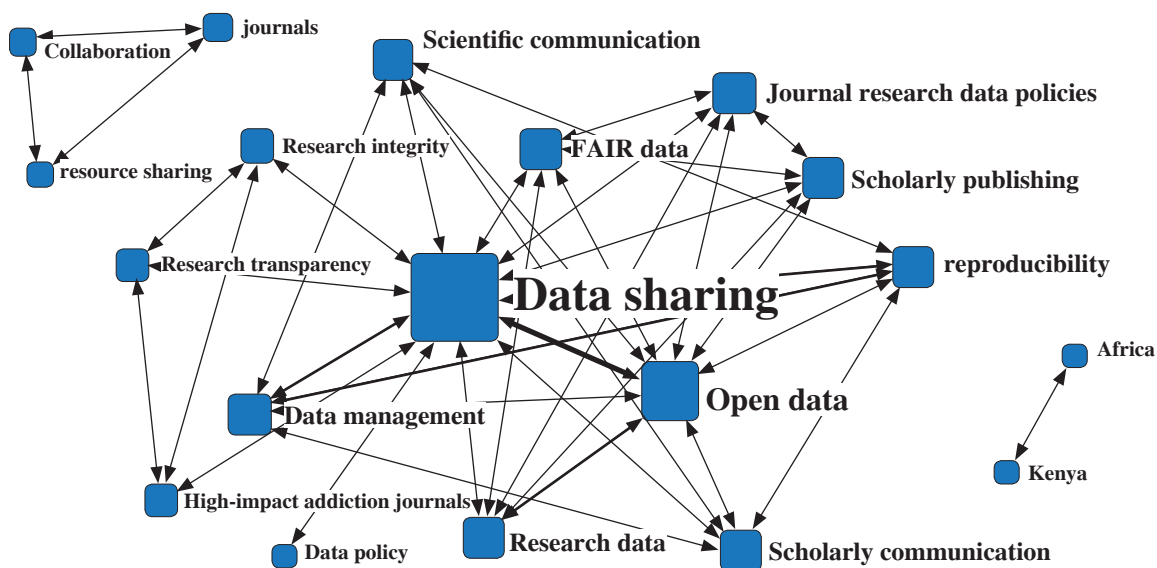 journals
Collaboration
Scientific communication
Journal research data policies
Research integrity
FAIR data
resource sharing
Scholarly publishing
Research transparency
reproducibility
Data sharing
Africa
Open data
Data management
Kenya
High-impact addiction journals
Research data
Data policy
Scholarly communication